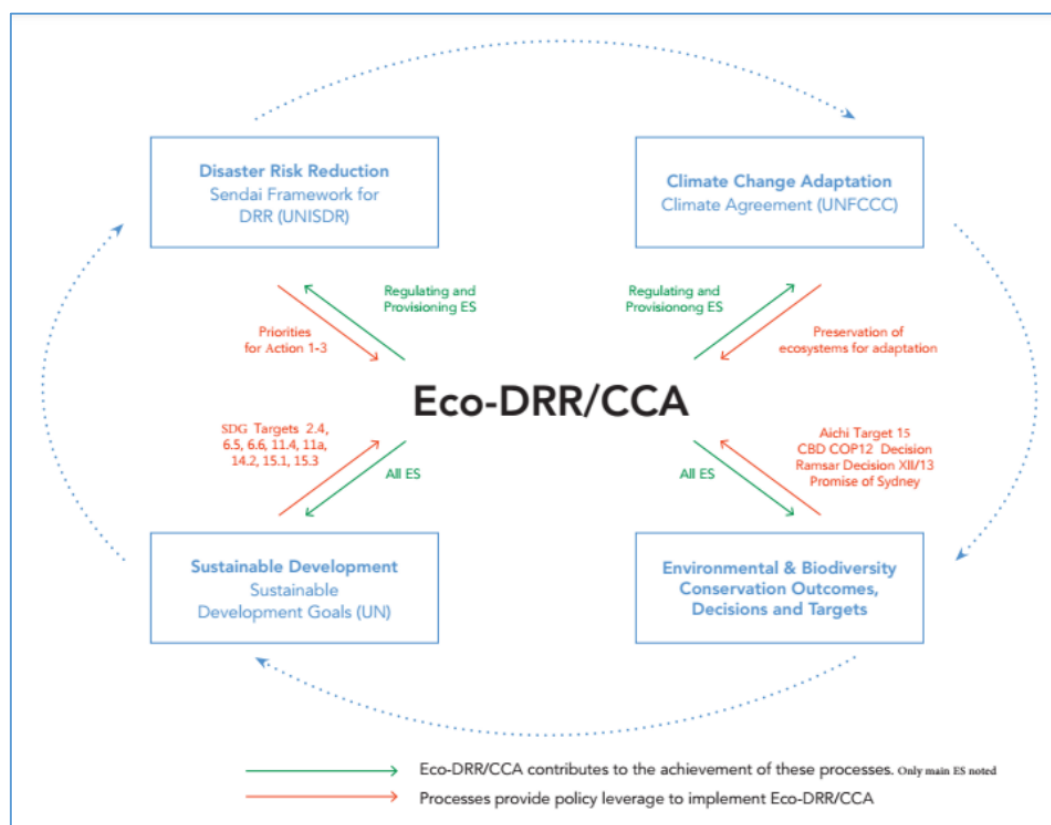 Disaster Risk Reduction
Sendai Framework for
DRR (UNISDR)
Climate Change Adaptation
Climate Agreement (UNFCCC)
Regulating and
Provisioning ES
Regulating and
Provisionong ES
Priorities
for Action 1-3
Preservation of
ecosystems for adaptation
Eco-DRR/CCA
SDG Targets 2.4,
6.5, 6.6, 11.4, 11a,
14.2, 15.1, 15.3
All ES
All ES
Aichi Target 15
CBD COP12 Decision
Ramsar Decision XII/13
Promise of Sydney
Sustainable Development
Sustainable
Development Goals (UN)
Environmental & Biodiversity
Conservation Outcomes,
Decisions and Targets
Eco-DRR/CCA contributes to the achievement of these processes. Only main ES noted
Processes provide policy leverage to implement Eco-DRR/CCA